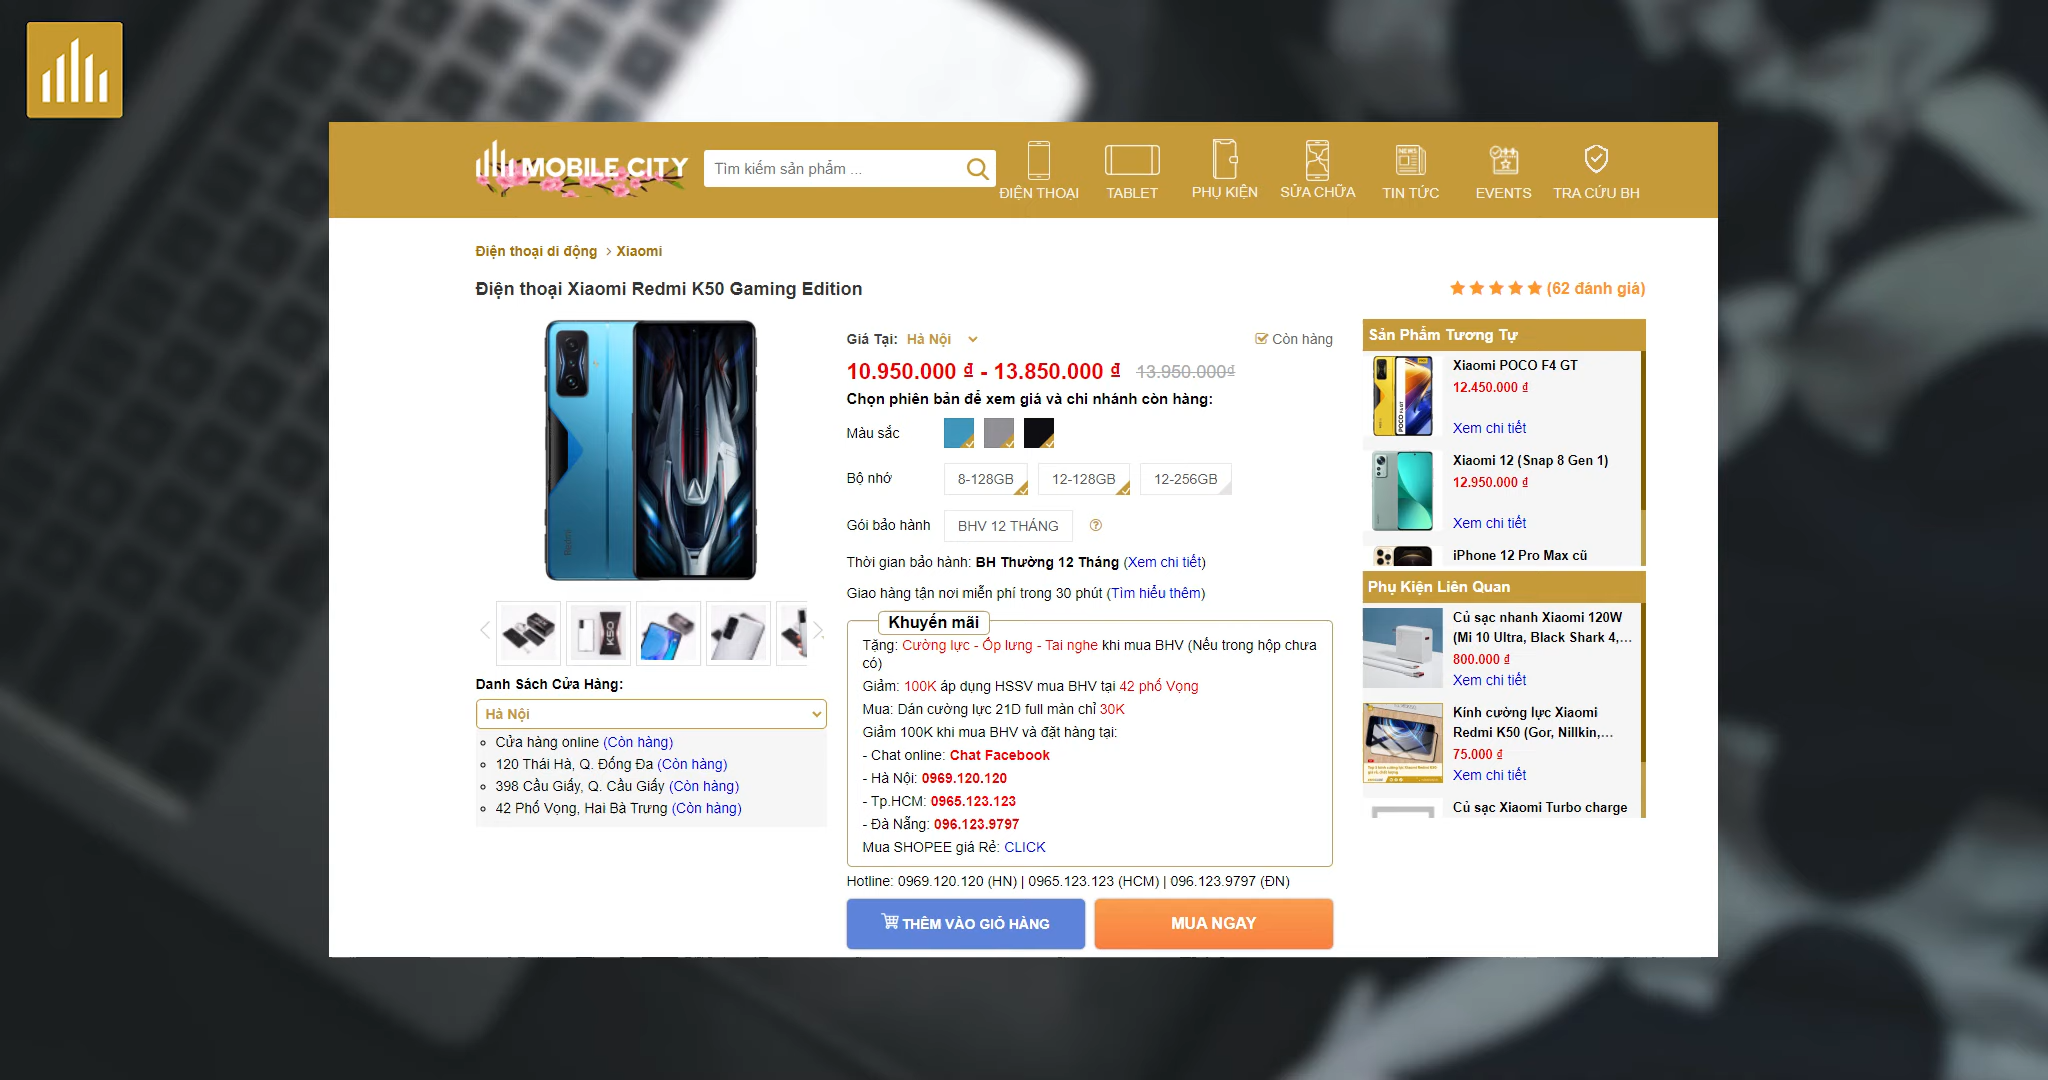 MOBILE CITY
Tìm kiếm sản phẩm ...
ĐIỆN THOẠI
TABLET
PHỤ KIỆN
SỬA CHỮA
NEWS
TIN TỨC
EVENTS
TRA CỨU BH
Điện thoại di động > Xiaomi
Điện thoại Xiaomi Redmi K50 Gaming Edition
(62 đánh giá)
Redmi
K50
Danh Sách Cửa Hàng:
Hà Nội
Cửa hàng online (Còn hàng)
120 Thái Hà, Q. Đống Đa (Còn hàng)
398 Cầu Giấy, Q. Cầu Giấy (Còn hàng)
42 Phố Vọng, Hai Bà Trưng (Còn hàng)
Giá Tại: Hà Nội
Còn hàng
10.950.000 ₫ - 13.850.000 ₫ 13.950.000₫
Chọn phiên bản để xem giá và chi nhánh còn hàng:
Màu sắc
Bộ nhớ 8-128GB 12-128GB 12-256GB
Gói bảo hành BHV 12 THÁNG ?
Thời gian bảo hành: BH Thường 12 Tháng (Xem chi tiết)
Giao hàng tận nơi miễn phí trong 30 phút (Tìm hiểu thêm)
Khuyến mãi
Tặng: Cường lực - Ốp lưng - Tai nghe khi mua BHV (Nếu trong hộp chưa
có)
Giảm: 100K áp dụng HSSV mua BHV tại 42 phố Vọng
Mua: Dán cường lực 21D full màn chỉ 30K
Giảm 100K khi mua BHV và đặt hàng tại:
- Chat online: Chat Facebook
- Hà Nội: 0969.120.120
- Tp.HCM: 0965.123.123
- Đà Nẵng: 096.123.9797
Mua SHOPEE giá Rẻ: CLICK
Hotline: 0969.120.120 (HN) | 0965.123.123 (HCM) | 096.123.9797 (ĐN)
THÊM VÀO GIỎ HÀNG
MUA NGAY
Sản Phẩm Tương Tự
Xiaomi POCO F4 GT
12.450.000 ₫
Xem chi tiết
Xiaomi 12 (Snap 8 Gen 1)
12.950.000 ₫
Xem chi tiết
iPhone 12 Pro Max cũ
Phụ Kiện Liên Quan
Củ sạc nhanh Xiaomi 120W
(Mi 10 Ultra, Black Shark 4,...
800.000 ₫
Xem chi tiết
Kính cường lực Xiaomi
Redmi K50 (Gor, Nillkin,...
75.000 ₫
Xem chi tiết
Củ sạc Xiaomi Turbo charge